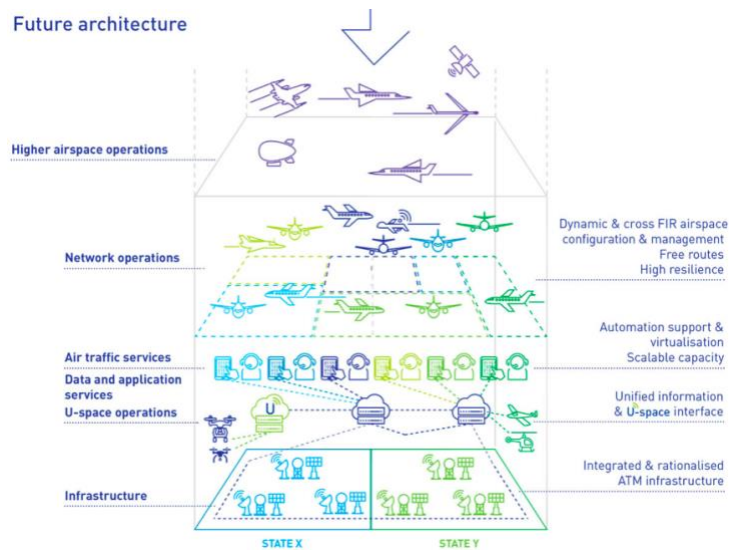 Future architecture
Higher airspace operations
Network operations
Dynamic & cross FIR airspace
configuration & management
Free routes
High resilience
Air traffic services
Automation support &
virtualisation
Scalable capacity
Data and application
services
U-space operations
U
Unified information
& U-space interface
Infrastructure
Integrated & rationalised
ATM infrastructure
STATE X
STATE Y